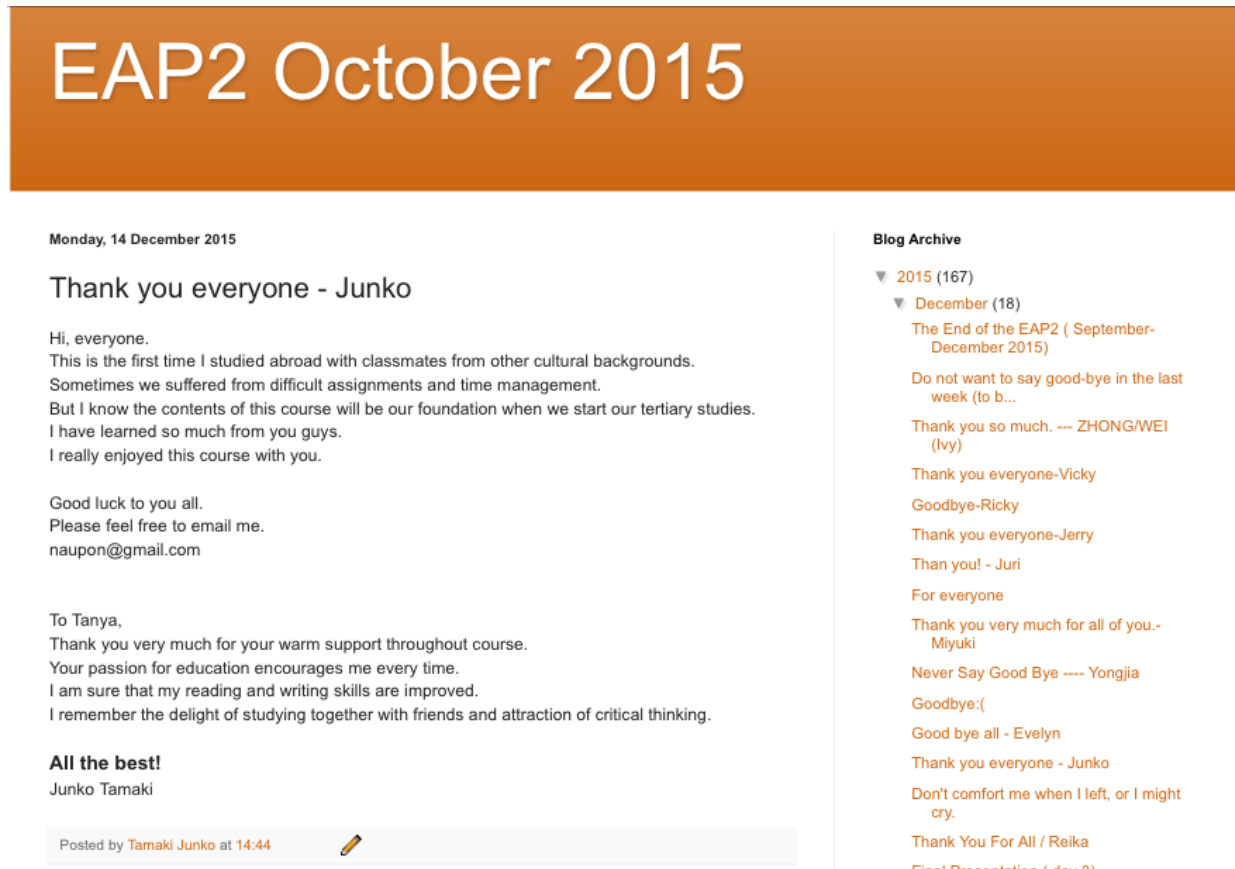 EAP2 October 2015
Monday, 14 December 2015
Thank you everyone - Junko
Hi, everyone.
This is the first time I studied abroad with classmates from other cultural backgrounds.
Sometimes we suffered from difficult assignments and time management.
But I know the contents of this course will be our foundation when we start our tertiary studies.
I have learned so much from you guys.
I really enjoyed this course with you.
Good luck to you all.
Please feel free to email me.
naupon@gmail.com
To Tanya,
Thank you very much for your warm support throughout course.
Your passion for education encourages me every time.
I am sure that my reading and writing skills are improved.
I remember the delight of studying together with friends and attraction of critical thinking.
All the best!
Junko Tamaki
Posted by Tamaki Junko at 14:44
Blog Archive
▼ 2015 (167)
▼ December (18)
The End of the EAP2 ( September-
December 2015)
Do not want to say good-bye in the last
week (to b...
Thank you so much. --- ZHONG/WEI
(Ivy)
Thank you everyone-Vicky
Goodbye-Ricky
Thank you everyone-Jerry
Than you! - Juri
For everyone
Thank you very much for all of you.-
Miyuki
Never Say Good Bye ---- Yongjia
Goodbye:(
Good bye all - Evelyn
Thank you everyone - Junko
Don't comfort me when I left, or I might
cry.
Thank You For All / Reika
Final Presentation ( day 2)